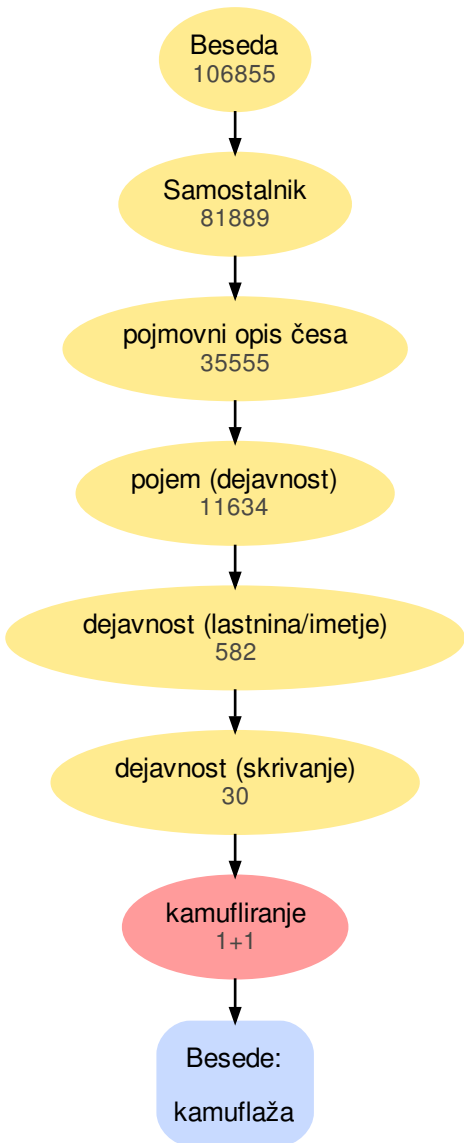 Beseda
106855
Samostalnik
81889
pojmovni opis česa
35555
pojem (dejavnost)
11634
dejavnost (lastnina/imetje)
582
dejavnost (skrivanje)
30
kamufliranje
1+1
Besede:
kamuflaža